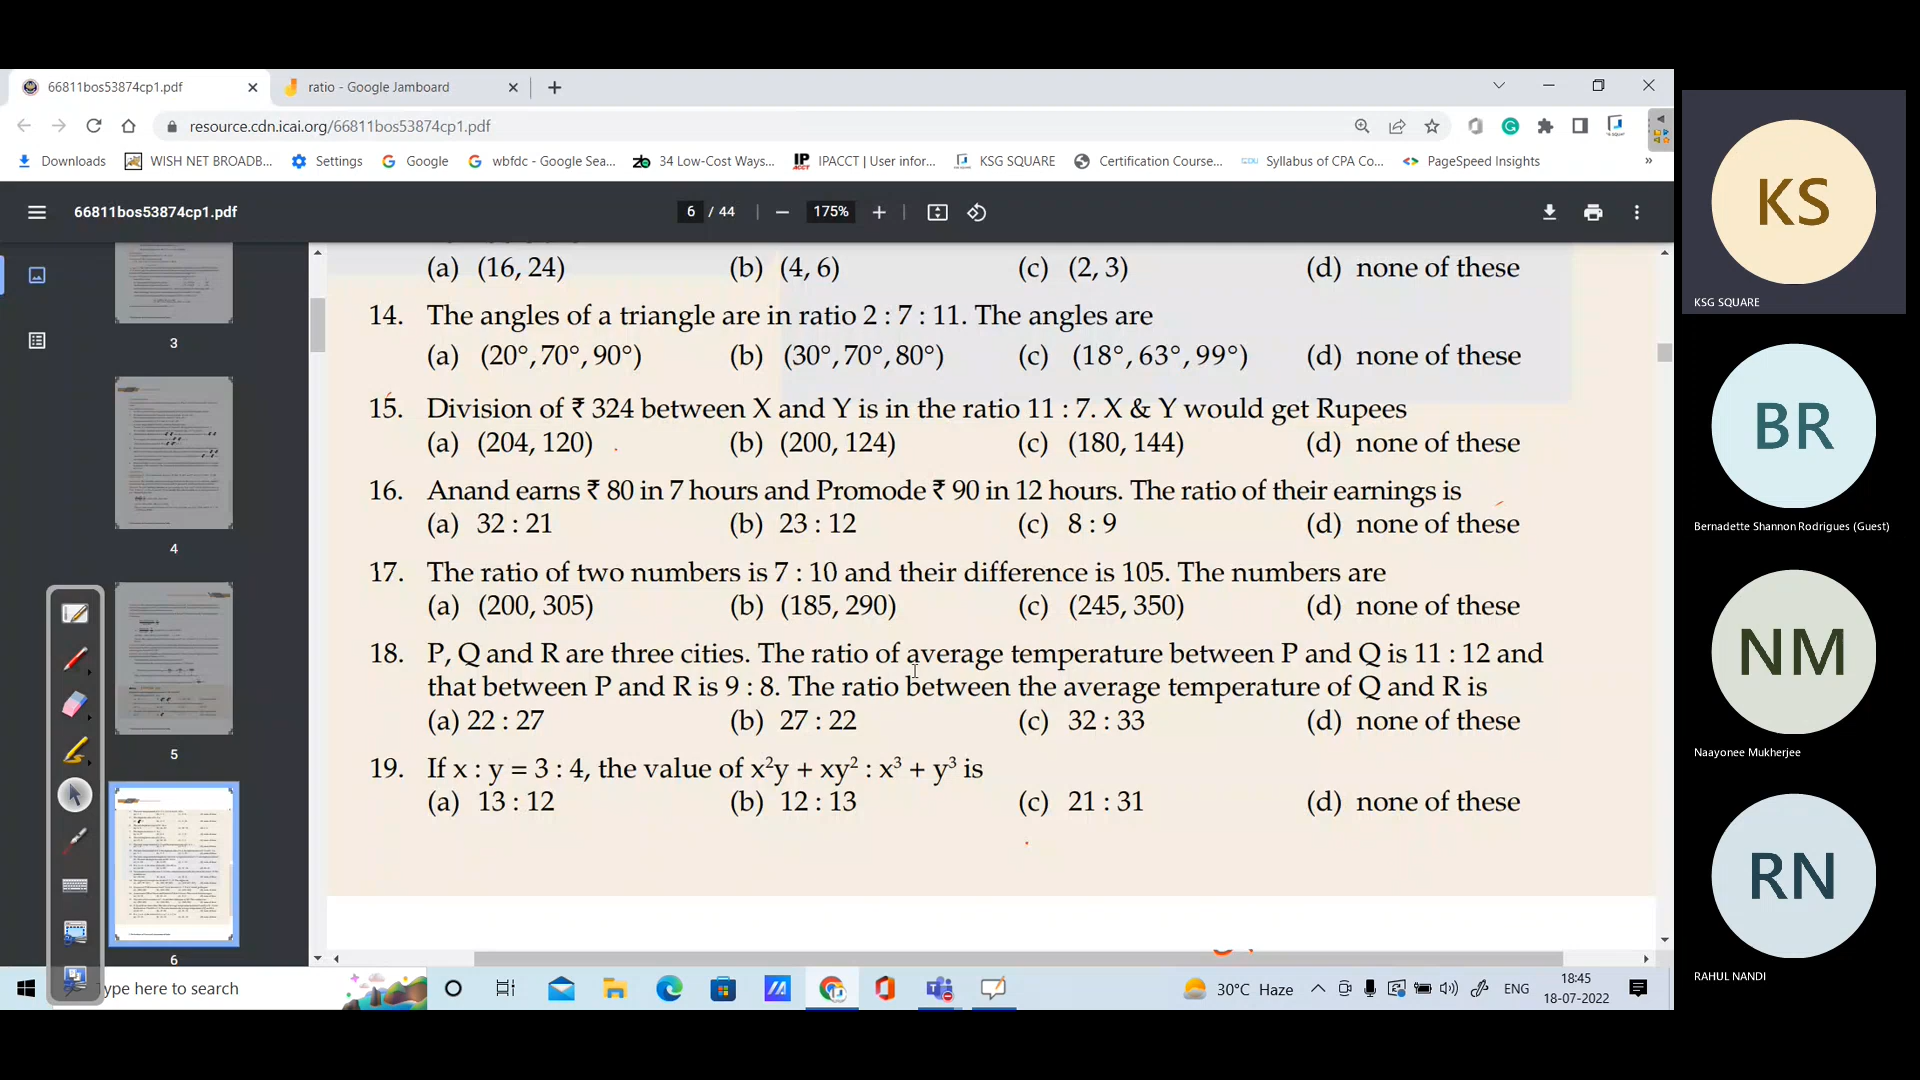 66811bos53874cp1.pdf
ratio - Google Jamboard
resource.cdn.icai.org/66811bos53874cp1.pdf
Downloads
WISH NET BROADB...
Settings
Google
wbfdc - Google Sea...
34 Low-Cost Ways...
IPACCT | User infor...
KSG SQUARE
Certification Course...
Syllabus of CPA Co...
PageSpeed Insights
»
66811bos53874cp1.pdf
6 / 44
175%
(a) (16, 24) (b) (4, 6) (c) (2, 3) (d) none of these
14. The angles of a triangle are in ratio 2 : 7 : 11. The angles are
(a) (20°, 70°, 90°) (b) (30°, 70°, 80°) (c) (18°, 63°, 99°) (d) none of these
15. Division of ₹ 324 between X and Y is in the ratio 11 : 7. X & Y would get Rupees
(a) (204, 120) (b) (200, 124) (c) (180, 144) (d) none of these
16. Anand earns ₹ 80 in 7 hours and Promode ₹ 90 in 12 hours. The ratio of their earnings is
(a) 32 : 21 (b) 23 : 12 (c) 8 : 9 (d) none of these
17. The ratio of two numbers is 7 : 10 and their difference is 105. The numbers are
(a) (200, 305) (b) (185, 290) (c) (245, 350) (d) none of these
18. P, Q and R are three cities. The ratio of average temperature between P and Q is 11 : 12 and
that between P and R is 9 : 8. The ratio between the average temperature of Q and R is
(a) 22 : 27 (b) 27 : 22 (c) 32 : 33 (d) none of these
19. If x : y = 3 : 4, the value of x²y + xy² : x³ + y³ is
(a) 13 : 12 (b) 12 : 13 (c) 21 : 31 (d) none of these
3
4
5
6
Type here to search
30°C Haze
ENG
18:45
18-07-2022
KS
KSG SQUARE
BR
Bernadette Shannon Rodrigues (Guest)
NM
Naayonee Mukherjee
RN
RAHUL NANDI